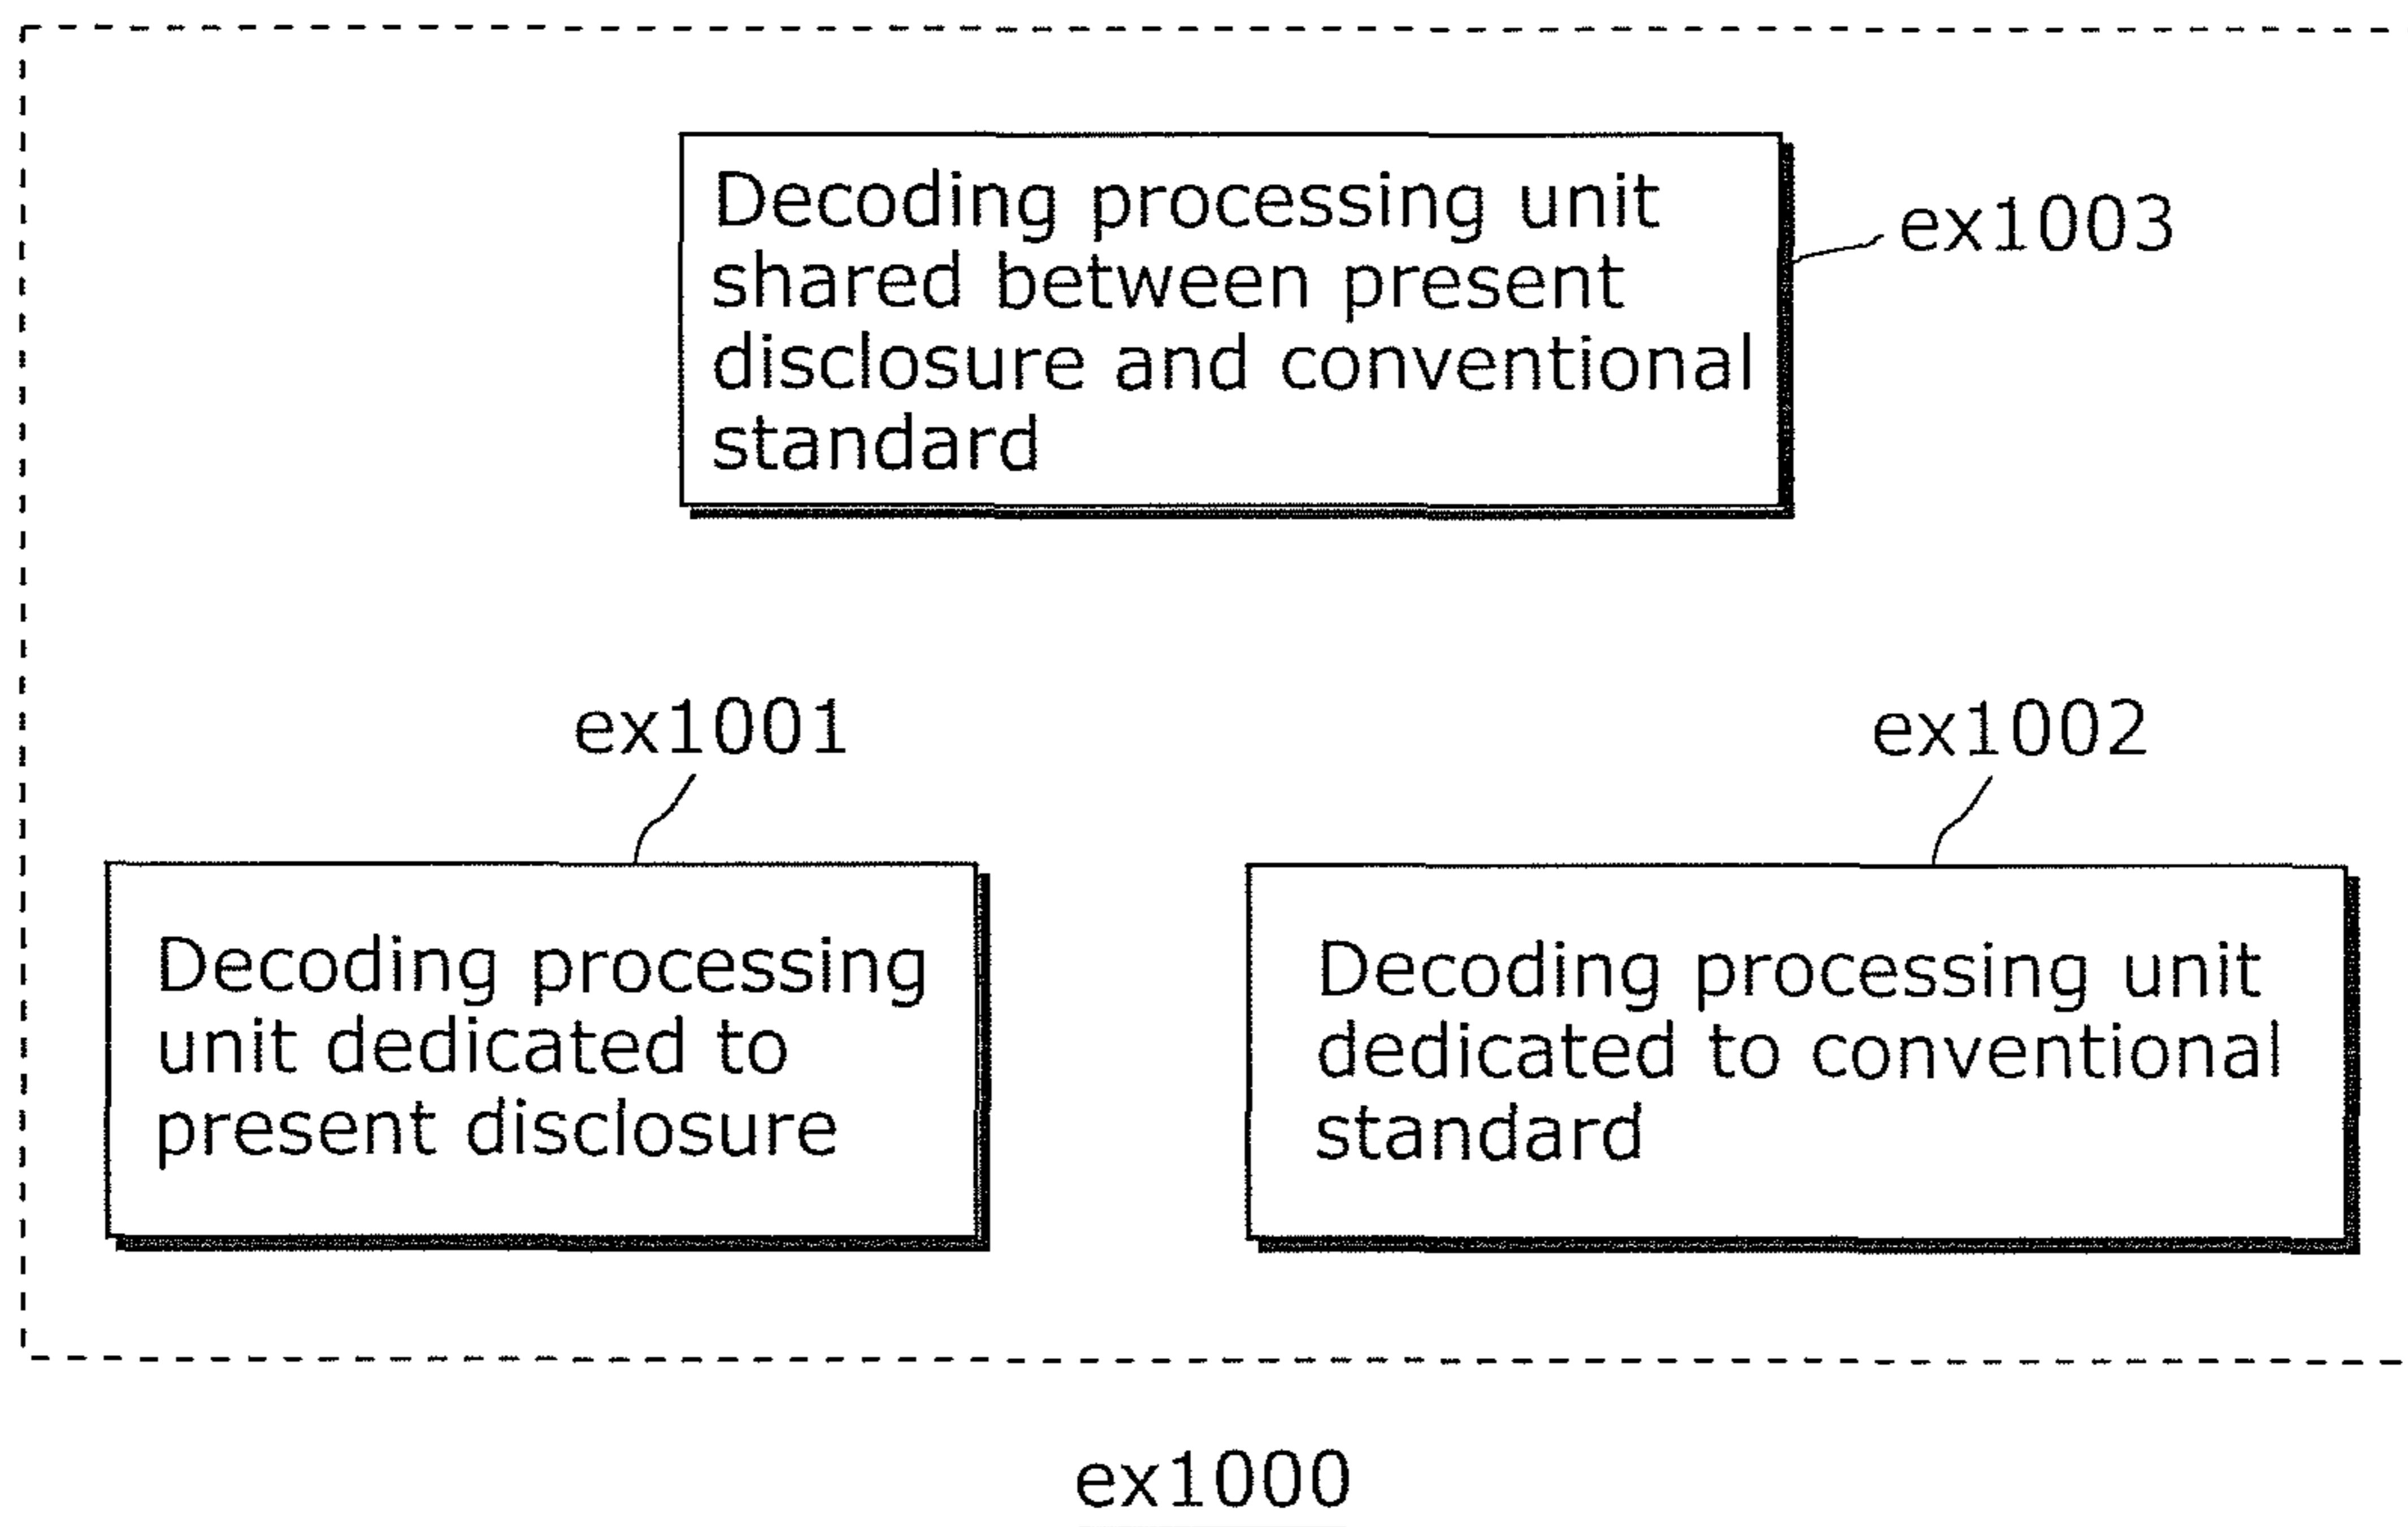 Decoding processing unit
shared between present
disclosure and conventional
standard
ex1003
ex1001
ex1002
Decoding processing
unit dedicated to
present disclosure
Decoding processing unit
dedicated to conventional
standard
ex1000